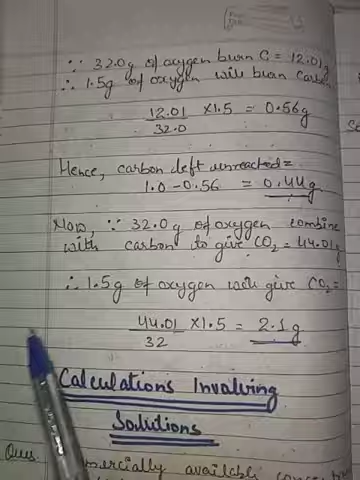 ∵ 32.0g of oxygen burn C = 12.01g
∴ 1.5g of oxygen will burn carbon
12.01/32.0 × 1.5 = 0.56g
Hence, carbon left unreacted =
1.0 - 0.56 = 0.44g.
Now, ∵ 32.0g of oxygen combine
with carbon to give CO₂ = 44.01g
∴ 1.5g of oxygen will give CO₂ =
44.01/32 × 1.5 = 2.1g
Calculations Involving
Solutions
Ques. available